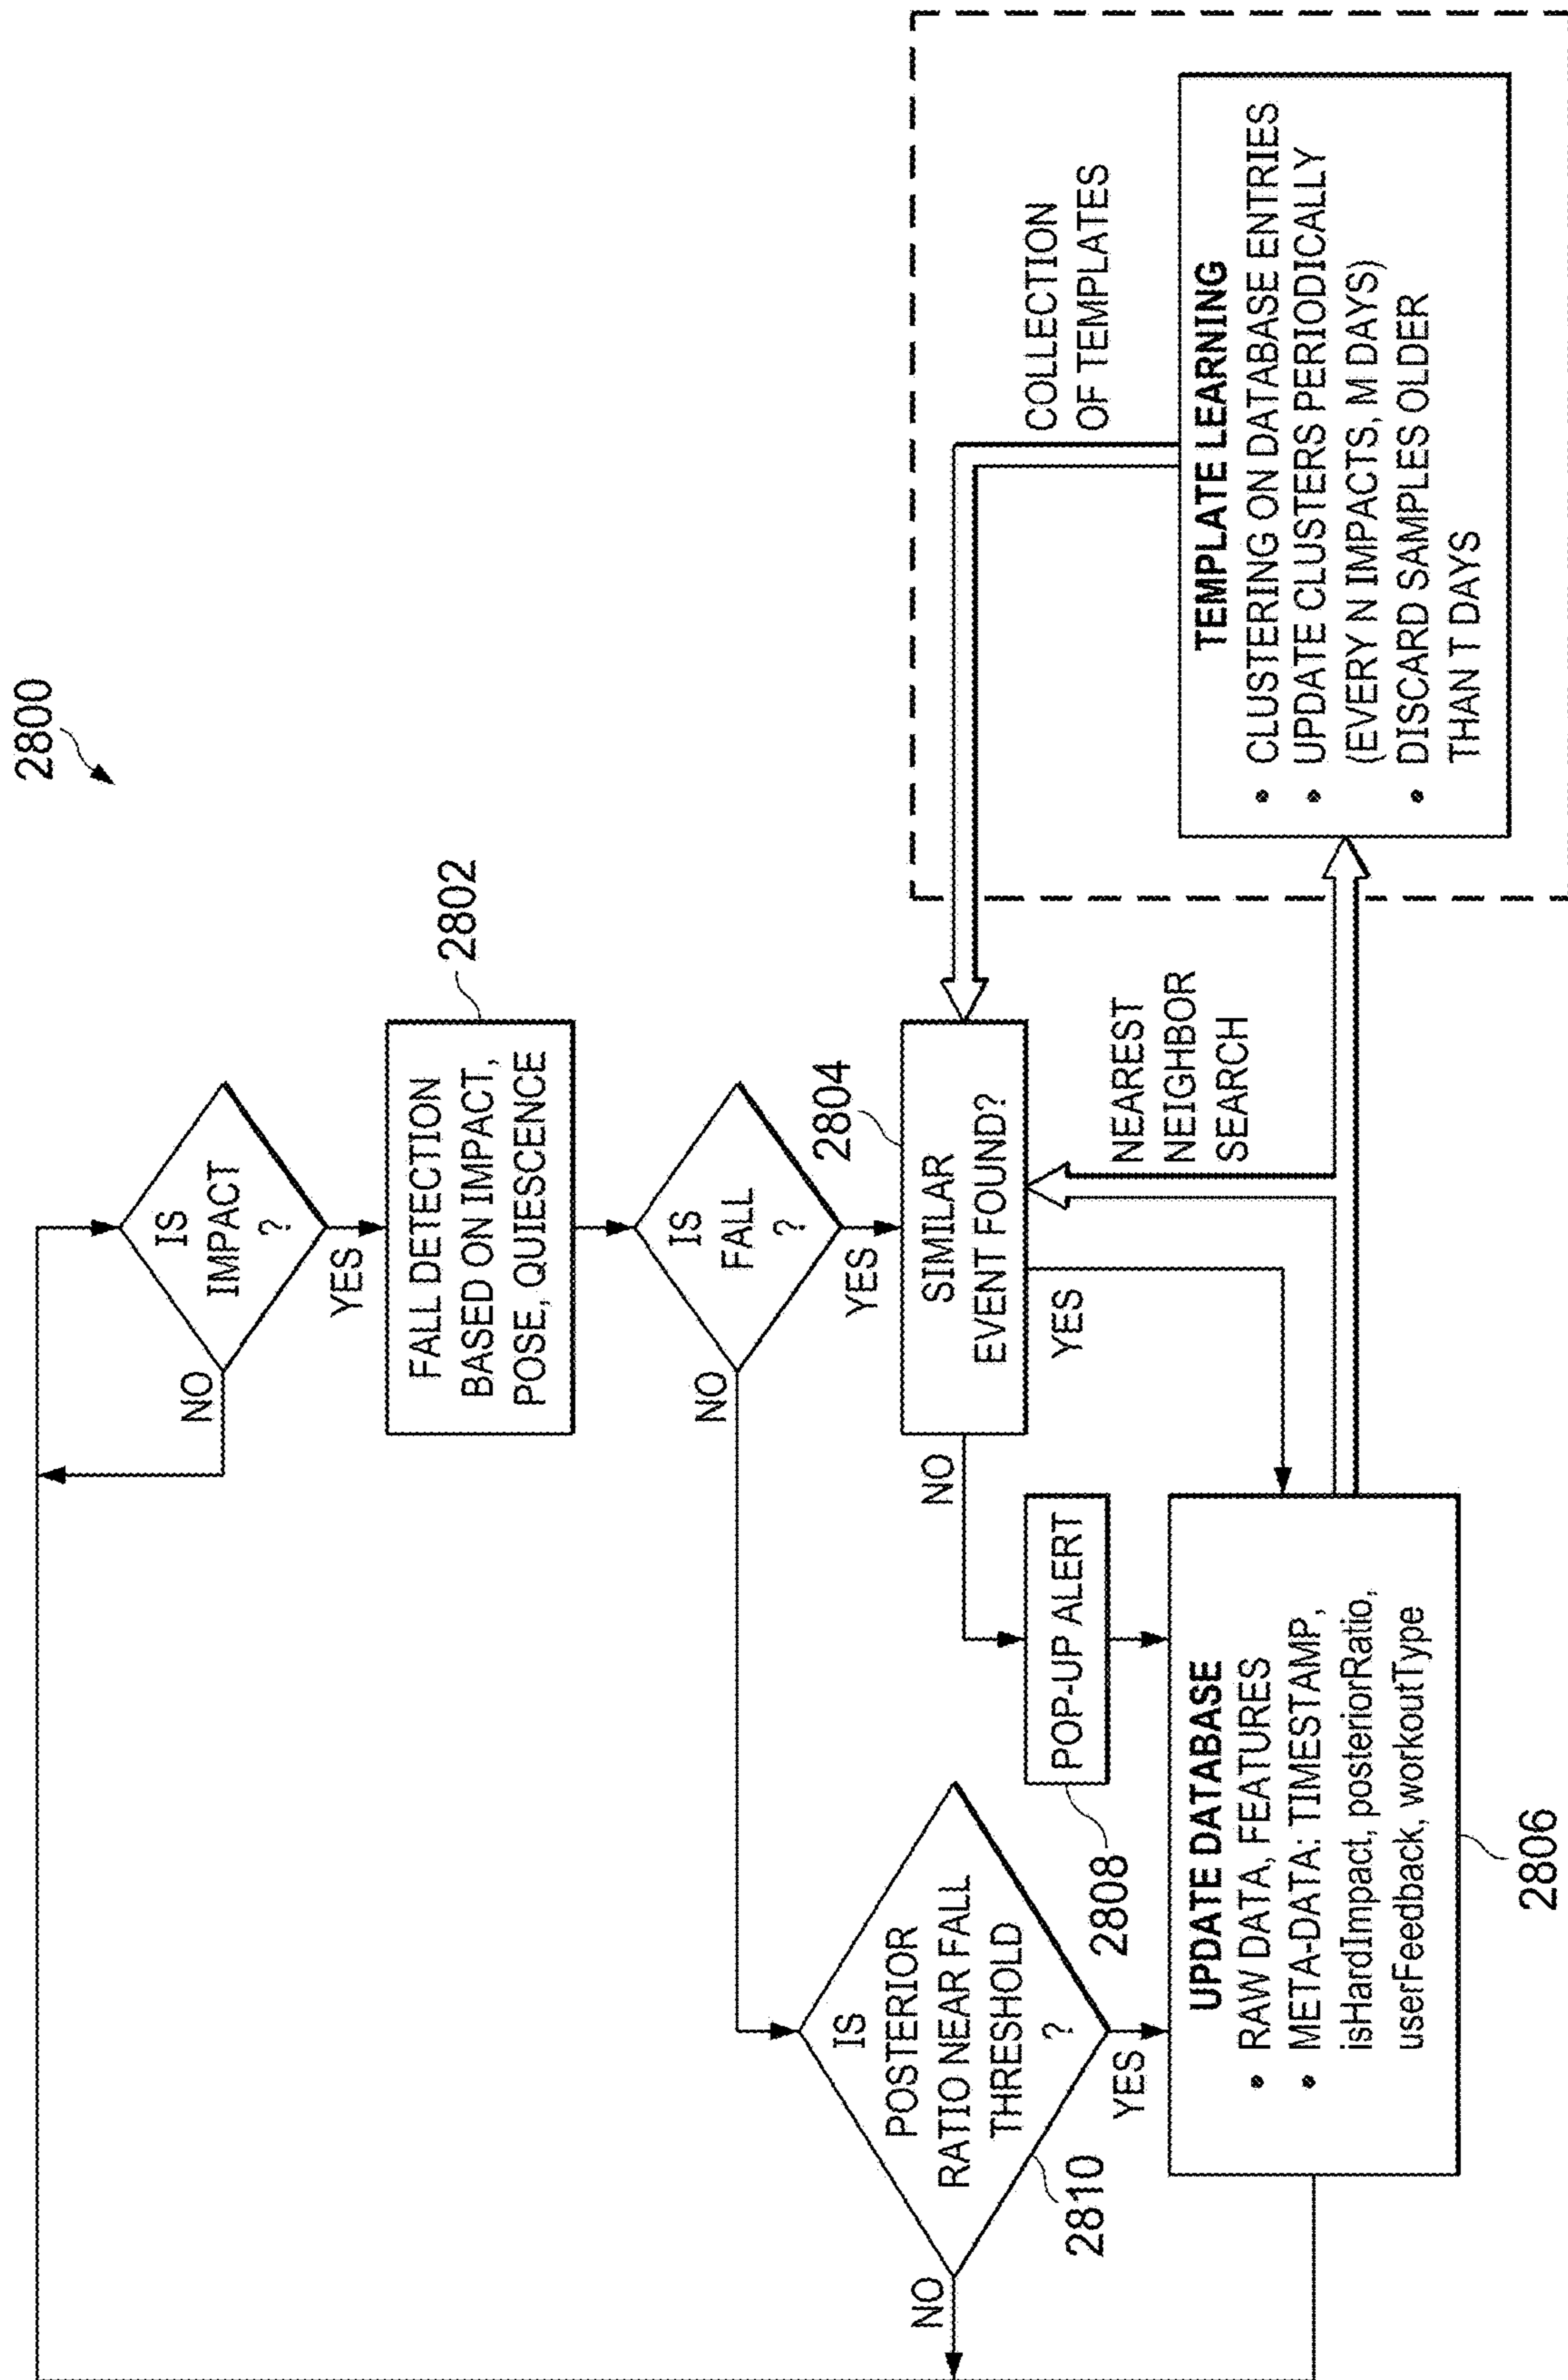 2800
IS
IMPACT
?
NO
YES
FALL DETECTION
BASED ON IMPACT,
POSE, QUIESCENCE
2802
IS
FALL
?
NO
YES
2804
SIMILAR
EVENT FOUND?
NO
YES
NEAREST
NEIGHBOR
SEARCH
COLLECTION
OF TEMPLATES
TEMPLATE LEARNING
• CLUSTERING ON DATABASE ENTRIES
• UPDATE CLUSTERS PERIODICALLY
(EVERY N IMPACTS, M DAYS)
• DISCARD SAMPLES OLDER
THAN T DAYS
IS
POSTERIOR
RATIO NEAR FALL
THRESHOLD
?
NO
YES
2810
POP-UP ALERT
2808
UPDATE DATABASE
• RAW DATA, FEATURES
• META-DATA: TIMESTAMP,
isHardImpact, posteriorRatio,
userFeedback, workoutType
2806